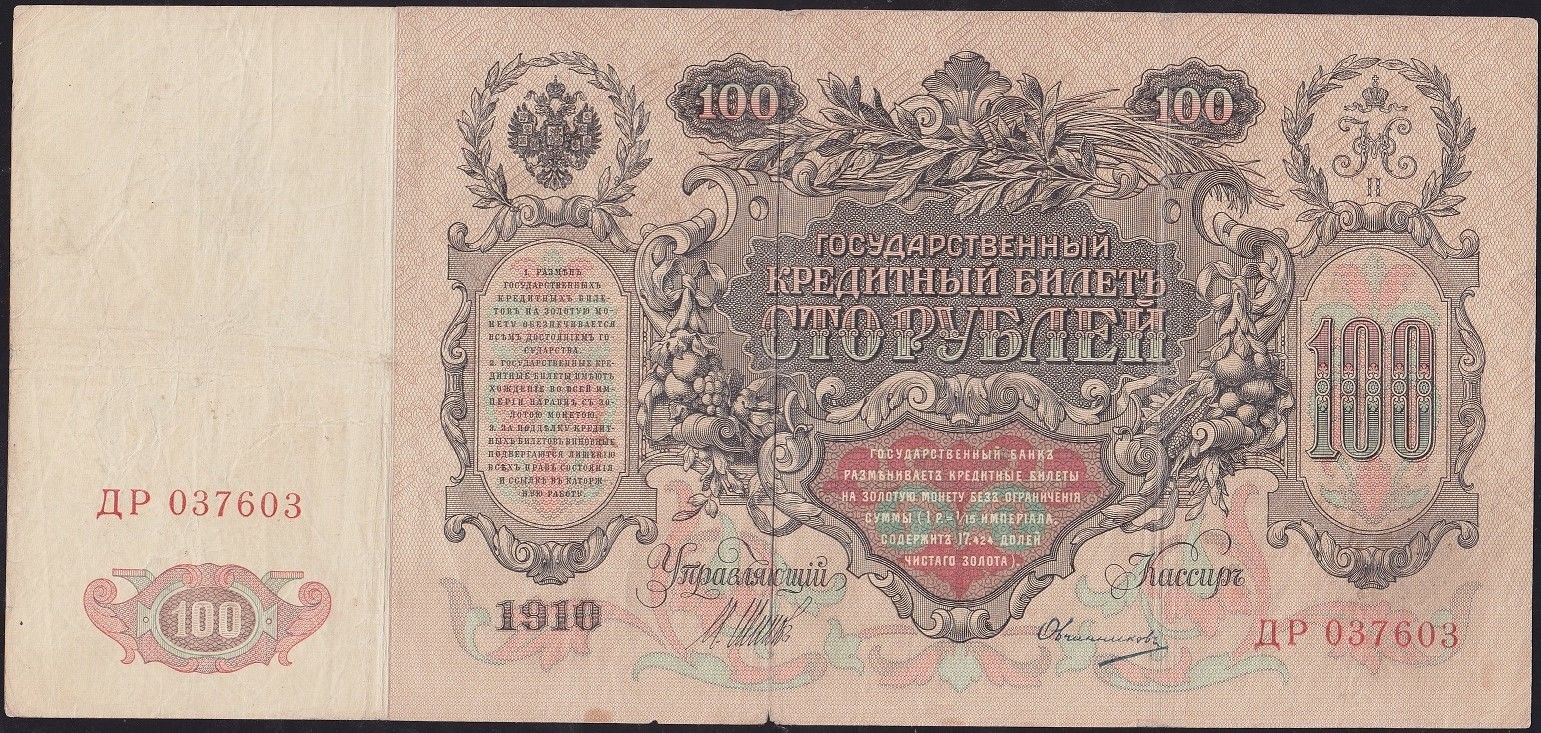 100
100
II
ГОСУДАРСТВЕННЫЙ
КРЕДИТНЫЙ БИЛЕТЪ
СТО РУБЛЕЙ
1. РАЗМѢНЪ
ГОСУДАРСТВЕННЫХЪ
КРЕДИТНЫХЪ БИЛЕ-
ТОВЪ НА ЗОЛОТУЮ МО-
НЕТУ ОБЕЗПЕЧИВАЕТСЯ
ВСѢМЪ ДОСТОЯНІЕМЪ ГО-
СУДАРСТВА.
2. ГОСУДАРСТВЕННЫЕ КРЕ-
ДИТНЫЕ БИЛЕТЫ ИМѢЮТЪ
ХОЖДЕНІЕ ВО ВСЕЙ ИМ-
ПЕРІИ НАРАВНѢ СЪ ЗО-
ЛОТОЮ МОНЕТОЮ.
3. ЗА ПОДДѢЛКУ КРЕДИТ-
НЫХЪ БИЛЕТОВЪ ВИНОВНЫЕ
ПОДВЕРГАЮТСЯ ЛИШЕНІЮ
ВСѢХЪ ПРАВЪ СОСТОЯНІЯ
И ССЫЛКѢ ВЪ КАТОРЖ-
НУЮ РАБОТУ.
100
ГОСУДАРСТВЕННЫЙ БАНКЪ
РАЗМѢНИВАЕТЪ КРЕДИТНЫЕ БИЛЕТЫ
НА ЗОЛОТУЮ МОНЕТУ БЕЗЪ ОГРАНИЧЕНІЯ
СУММЫ (1 Р. = 1/15 ИМПЕРІАЛА,
СОДЕРЖИТЪ 17,424 ДОЛЕЙ
ЧИСТАГО ЗОЛОТА).
ДР 037603
100
Управляющій
Кассиръ
1910
И. Шипов
Овчинниковъ
ДР 037603